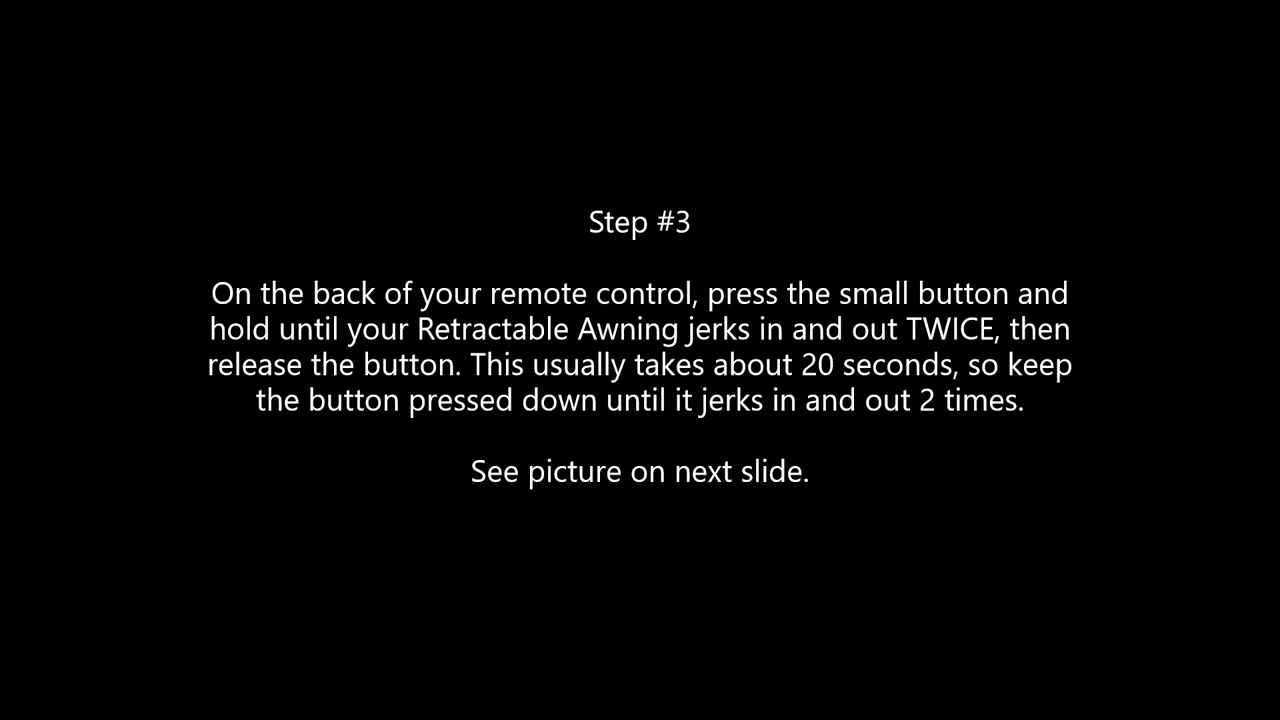 Step #3
On the back of your remote control, press the small button and
hold until your Retractable Awning jerks in and out TWICE, then
release the button. This usually takes about 20 seconds, so keep
the button pressed down until it jerks in and out 2 times.
See picture on next slide.